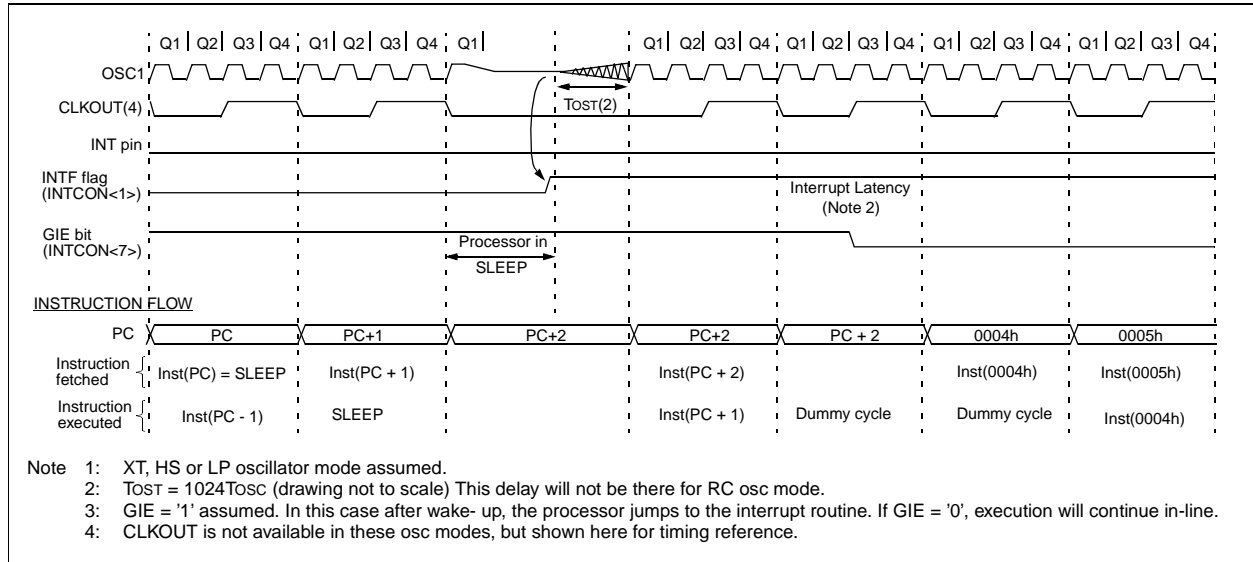 Q1 Q2 Q3 Q4 Q1 Q2 Q3 Q4 Q1 Q1 Q2 Q3 Q4 Q1 Q2 Q3 Q4 Q1 Q2 Q3 Q4 Q1 Q2 Q3 Q4
OSC1
TOST(2)
CLKOUT(4)
INT pin
INTF flag
(INTCON<1>)
Interrupt Latency
(Note 2)
GIE bit
(INTCON<7>)
Processor in
SLEEP
INSTRUCTION FLOW
PC PC PC+1 PC+2 PC+2 PC + 2 0004h 0005h
Instruction
fetched
Inst(PC) = SLEEP Inst(PC + 1) Inst(PC + 2) Inst(0004h) Inst(0005h)
Instruction
executed
Inst(PC - 1) SLEEP Inst(PC + 1) Dummy cycle Dummy cycle Inst(0004h)
Note 1: XT, HS or LP oscillator mode assumed.
2: TOST = 1024TOSC (drawing not to scale) This delay will not be there for RC osc mode.
3: GIE = '1' assumed. In this case after wake- up, the processor jumps to the interrupt routine. If GIE = '0', execution will continue in-line.
4: CLKOUT is not available in these osc modes, but shown here for timing reference.